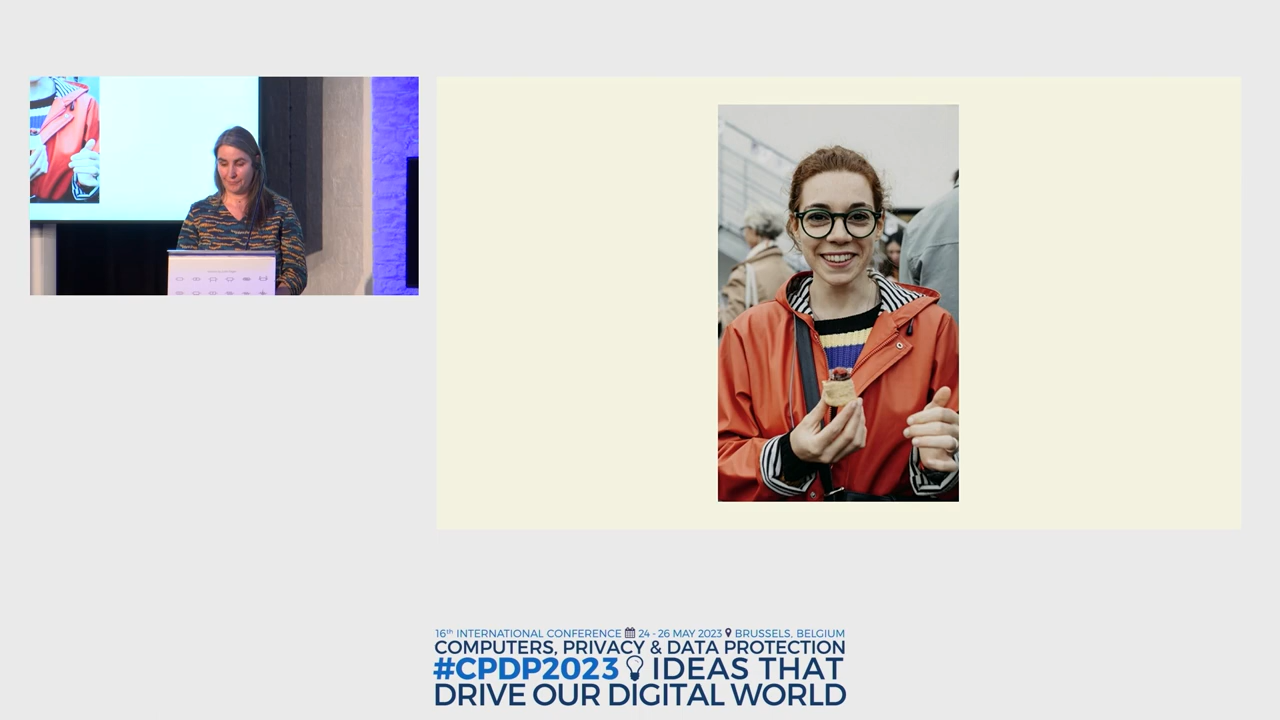 16th INTERNATIONAL CONFERENCE 24 - 26 MAY 2023 BRUSSELS, BELGIUM
COMPUTERS, PRIVACY & DATA PROTECTION
#CPDP2023 IDEAS THAT
DRIVE OUR DIGITAL WORLD